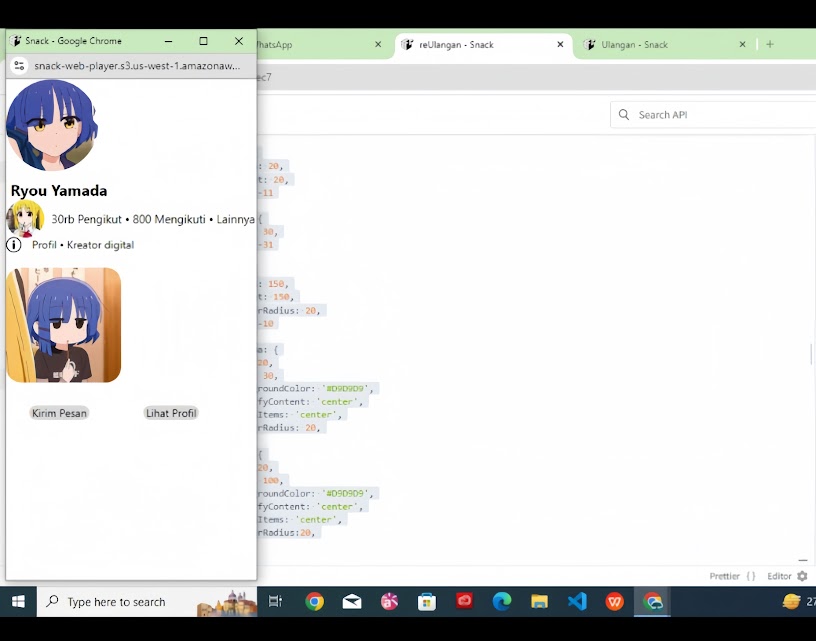 Snack - Google Chrome
hatsApp
reUlangan - Snack
Ulangan - Snack
snack-web-player.s3.us-west-1.amazonaw...
ec7
Search API
Ryou Yamada
30rb Pengikut • 800 Mengikuti • Lainnya
Profil • Kreator digital
Kirim Pesan
Lihat Profil
: 20,
t: 20,
-11
{
30,
-31
: 150,
t: 150,
rRadius: 20,
-10
a: {
20,
30,
roundColor: '#D9D9D9',
fyContent: 'center',
Items: 'center',
rRadius: 20,
{
20,
100,
roundColor: '#D9D9D9',
fyContent: 'center',
Items: 'center',
rRadius:20,
Prettier { }
Editor
Type here to search
27